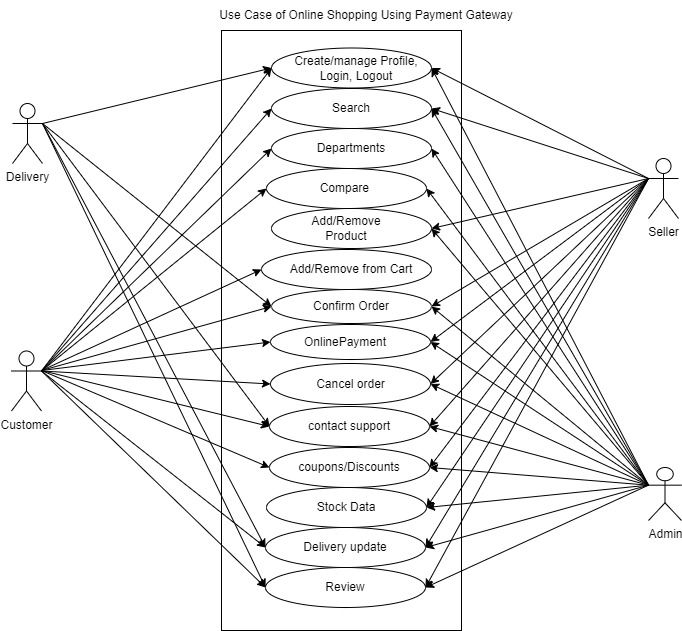 Use Case of Online Shopping Using Payment Gateway
Create/manage Profile,
Login, Logout
Search
Departments
Compare
Add/Remove
Product
Add/Remove from Cart
Confirm Order
OnlinePayment
Cancel order
contact support
coupons/Discounts
Stock Data
Delivery update
Review
Delivery
Customer
Seller
Admin